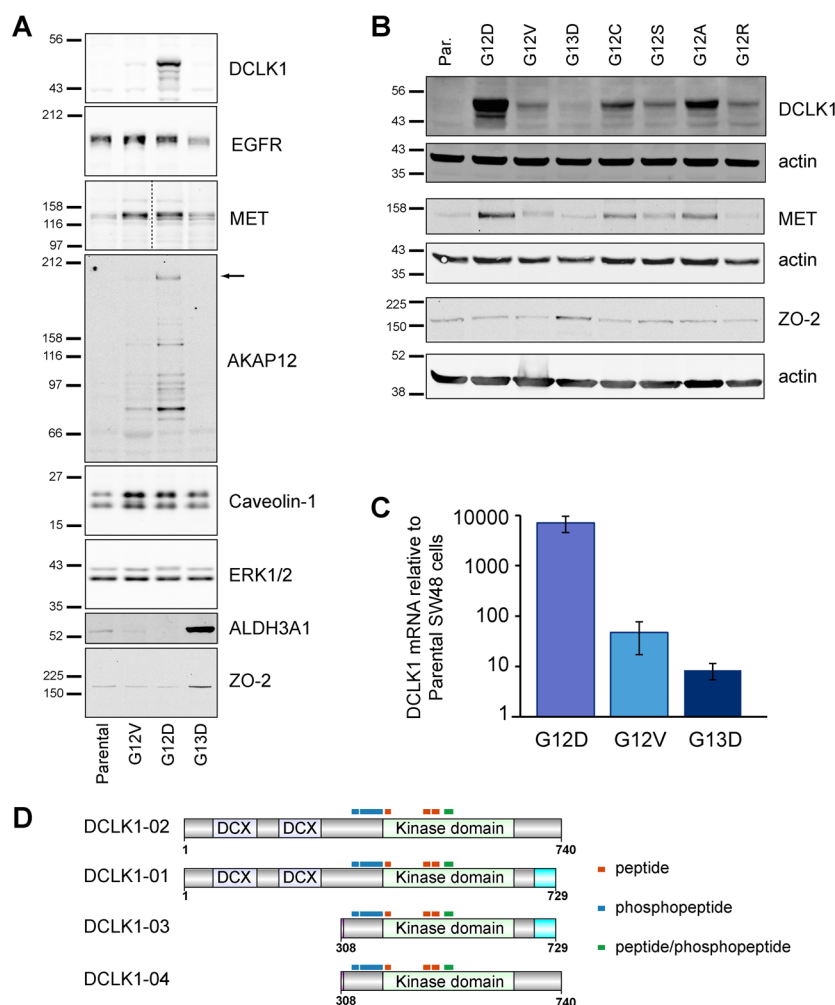 A
56
43
DCLK1
212
EGFR
158
116
97
MET
212
158
116
97
66
AKAP12
27
15
Caveolin-1
43
35
ERK1/2
52
ALDH3A1
225
150
ZO-2
Parental
G12V
G12D
G13D
B
Par.
G12D
G12V
G13D
G12C
G12S
G12A
G12R
56
43
DCLK1
43
35
actin
158
MET
43
35
actin
225
150
ZO-2
52
38
actin
C
DCLK1 mRNA relative to
Parental SW48 cells
10000
1000
100
10
1
G12D G12V G13D
D
DCLK1-02 DCX DCX Kinase domain
1 740
DCLK1-01 DCX DCX Kinase domain
1 729
DCLK1-03 Kinase domain
308 729
DCLK1-04 Kinase domain
308 740
peptide
phosphopeptide
peptide/phosphopeptide